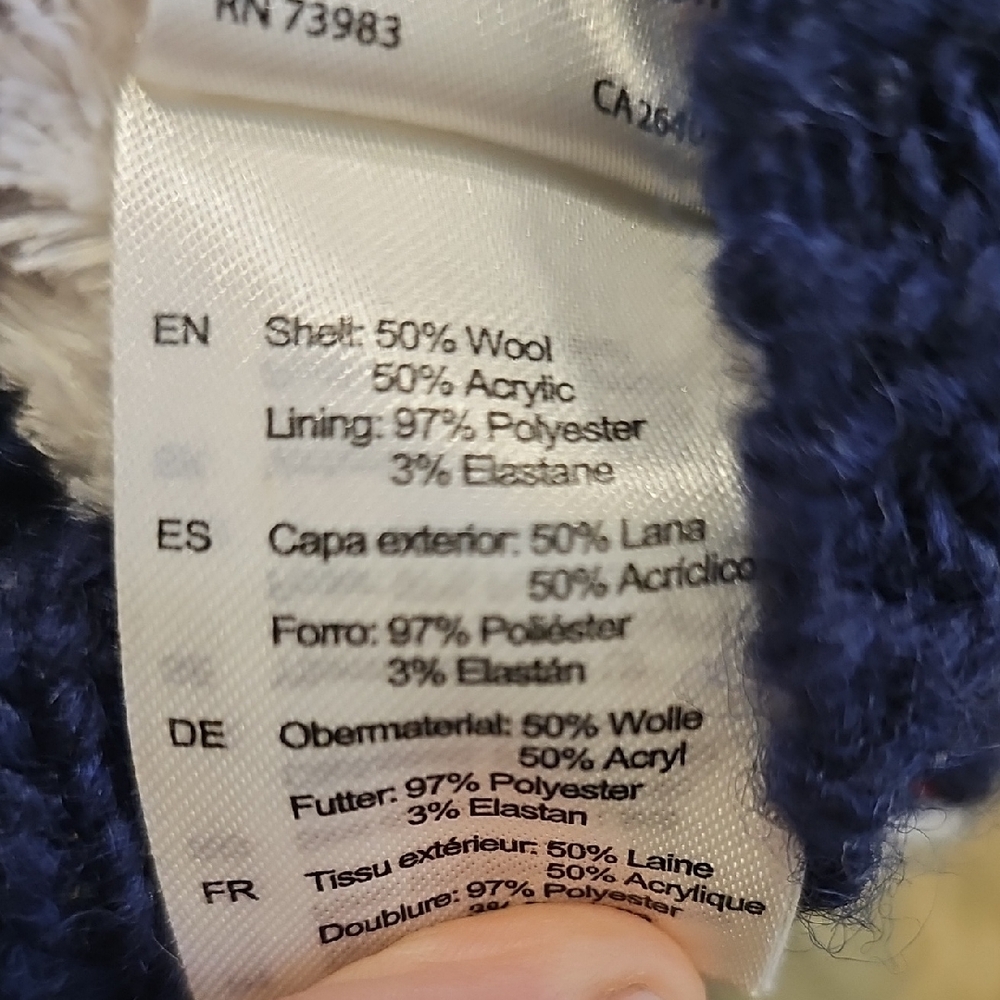 RN 73983
CA264
EN Shell: 50% Wool
50% Acrylic
Lining: 97% Polyester
3% Elastane
ES Capa exterior: 50% Lana
50% Acríclico
Forro: 97% Poliéster
3% Elastán
DE Obermaterial: 50% Wolle
50% Acryl
Futter: 97% Polyester
3% Elastan
FR Tissu extérieur: 50% Laine
50% Acrylique
Doublure: 97% Polyester